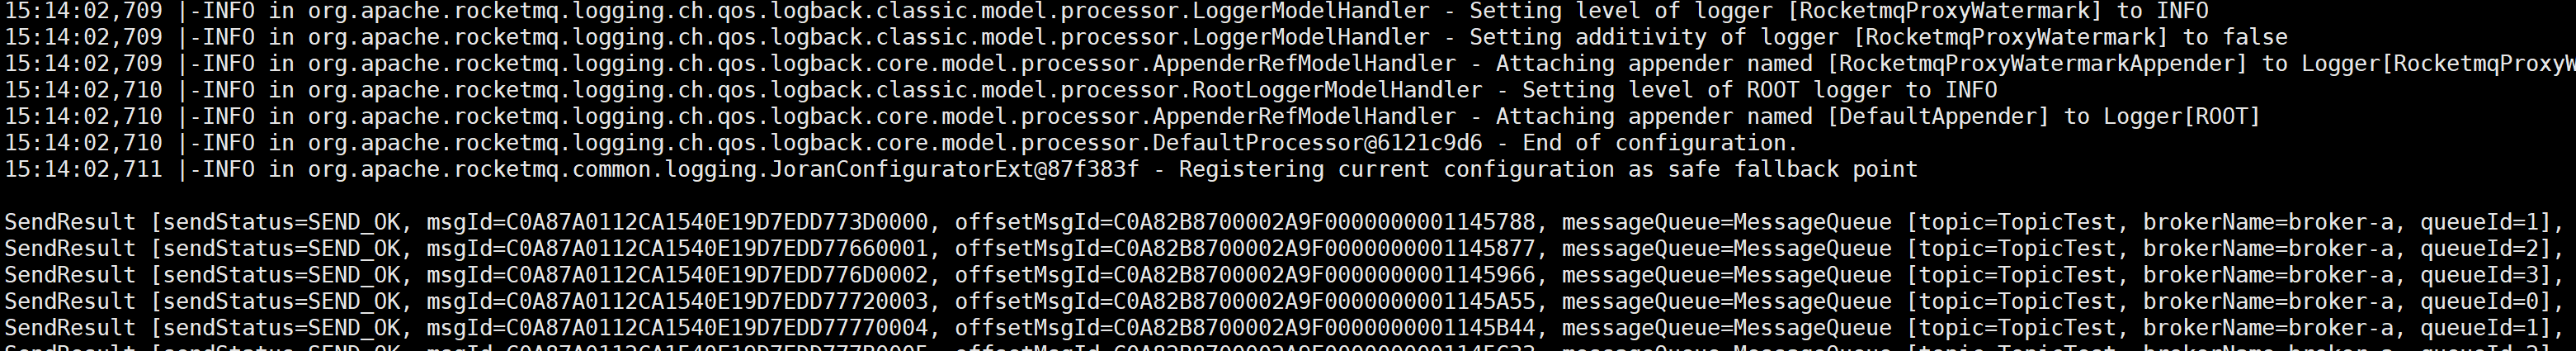 15:14:02,709 |-INFO in org.apache.rocketmq.logging.ch.qos.logback.classic.model.processor.LoggerModelHandler - Setting level of logger [RocketmqProxyWatermark] to INFO
15:14:02,709 |-INFO in org.apache.rocketmq.logging.ch.qos.logback.classic.model.processor.LoggerModelHandler - Setting additivity of logger [RocketmqProxyWatermark] to false
15:14:02,709 |-INFO in org.apache.rocketmq.logging.ch.qos.logback.core.model.processor.AppenderRefModelHandler - Attaching appender named [RocketmqProxyWatermarkAppender] to Logger[RocketmqProxyW
15:14:02,710 |-INFO in org.apache.rocketmq.logging.ch.qos.logback.classic.model.processor.RootLoggerModelHandler - Setting level of ROOT logger to INFO
15:14:02,710 |-INFO in org.apache.rocketmq.logging.ch.qos.logback.core.model.processor.AppenderRefModelHandler - Attaching appender named [DefaultAppender] to Logger[ROOT]
15:14:02,710 |-INFO in org.apache.rocketmq.logging.ch.qos.logback.core.model.processor.DefaultProcessor@6121c9d6 - End of configuration.
15:14:02,711 |-INFO in org.apache.rocketmq.common.logging.JoranConfiguratorExt@87f383f - Registering current configuration as safe fallback point
SendResult [sendStatus=SEND_OK, msgId=C0A87A0112CA1540E19D7EDD773D0000, offsetMsgId=C0A82B8700002A9F0000000001145788, messageQueue=MessageQueue [topic=TopicTest, brokerName=broker-a, queueId=1],
SendResult [sendStatus=SEND_OK, msgId=C0A87A0112CA1540E19D7EDD77660001, offsetMsgId=C0A82B8700002A9F0000000001145877, messageQueue=MessageQueue [topic=TopicTest, brokerName=broker-a, queueId=2],
SendResult [sendStatus=SEND_OK, msgId=C0A87A0112CA1540E19D7EDD776D0002, offsetMsgId=C0A82B8700002A9F0000000001145966, messageQueue=MessageQueue [topic=TopicTest, brokerName=broker-a, queueId=3],
SendResult [sendStatus=SEND_OK, msgId=C0A87A0112CA1540E19D7EDD77720003, offsetMsgId=C0A82B8700002A9F0000000001145A55, messageQueue=MessageQueue [topic=TopicTest, brokerName=broker-a, queueId=0],
SendResult [sendStatus=SEND_OK, msgId=C0A87A0112CA1540E19D7EDD77770004, offsetMsgId=C0A82B8700002A9F0000000001145B44, messageQueue=MessageQueue [topic=TopicTest, brokerName=broker-a, queueId=1],